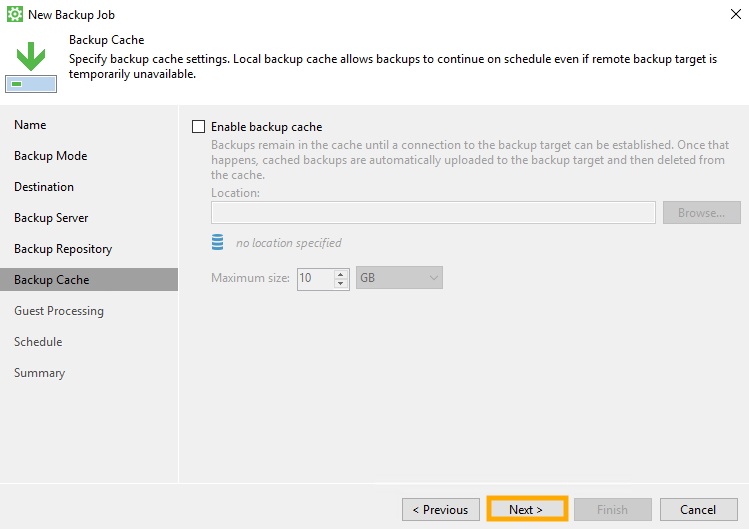 New Backup Job
Backup Cache
Specify backup cache settings. Local backup cache allows backups to continue on schedule even if remote backup target is
temporarily unavailable.
Name
Backup Mode
Destination
Backup Server
Backup Repository
Backup Cache
Guest Processing
Schedule
Summary
Enable backup cache
Backups remain in the cache until a connection to the backup target can be established. Once that
happens, cached backups are automatically uploaded to the backup target and then deleted from
the cache.
Location:
Browse...
no location specified
Maximum size: 10 GB
< Previous Next > Finish Cancel